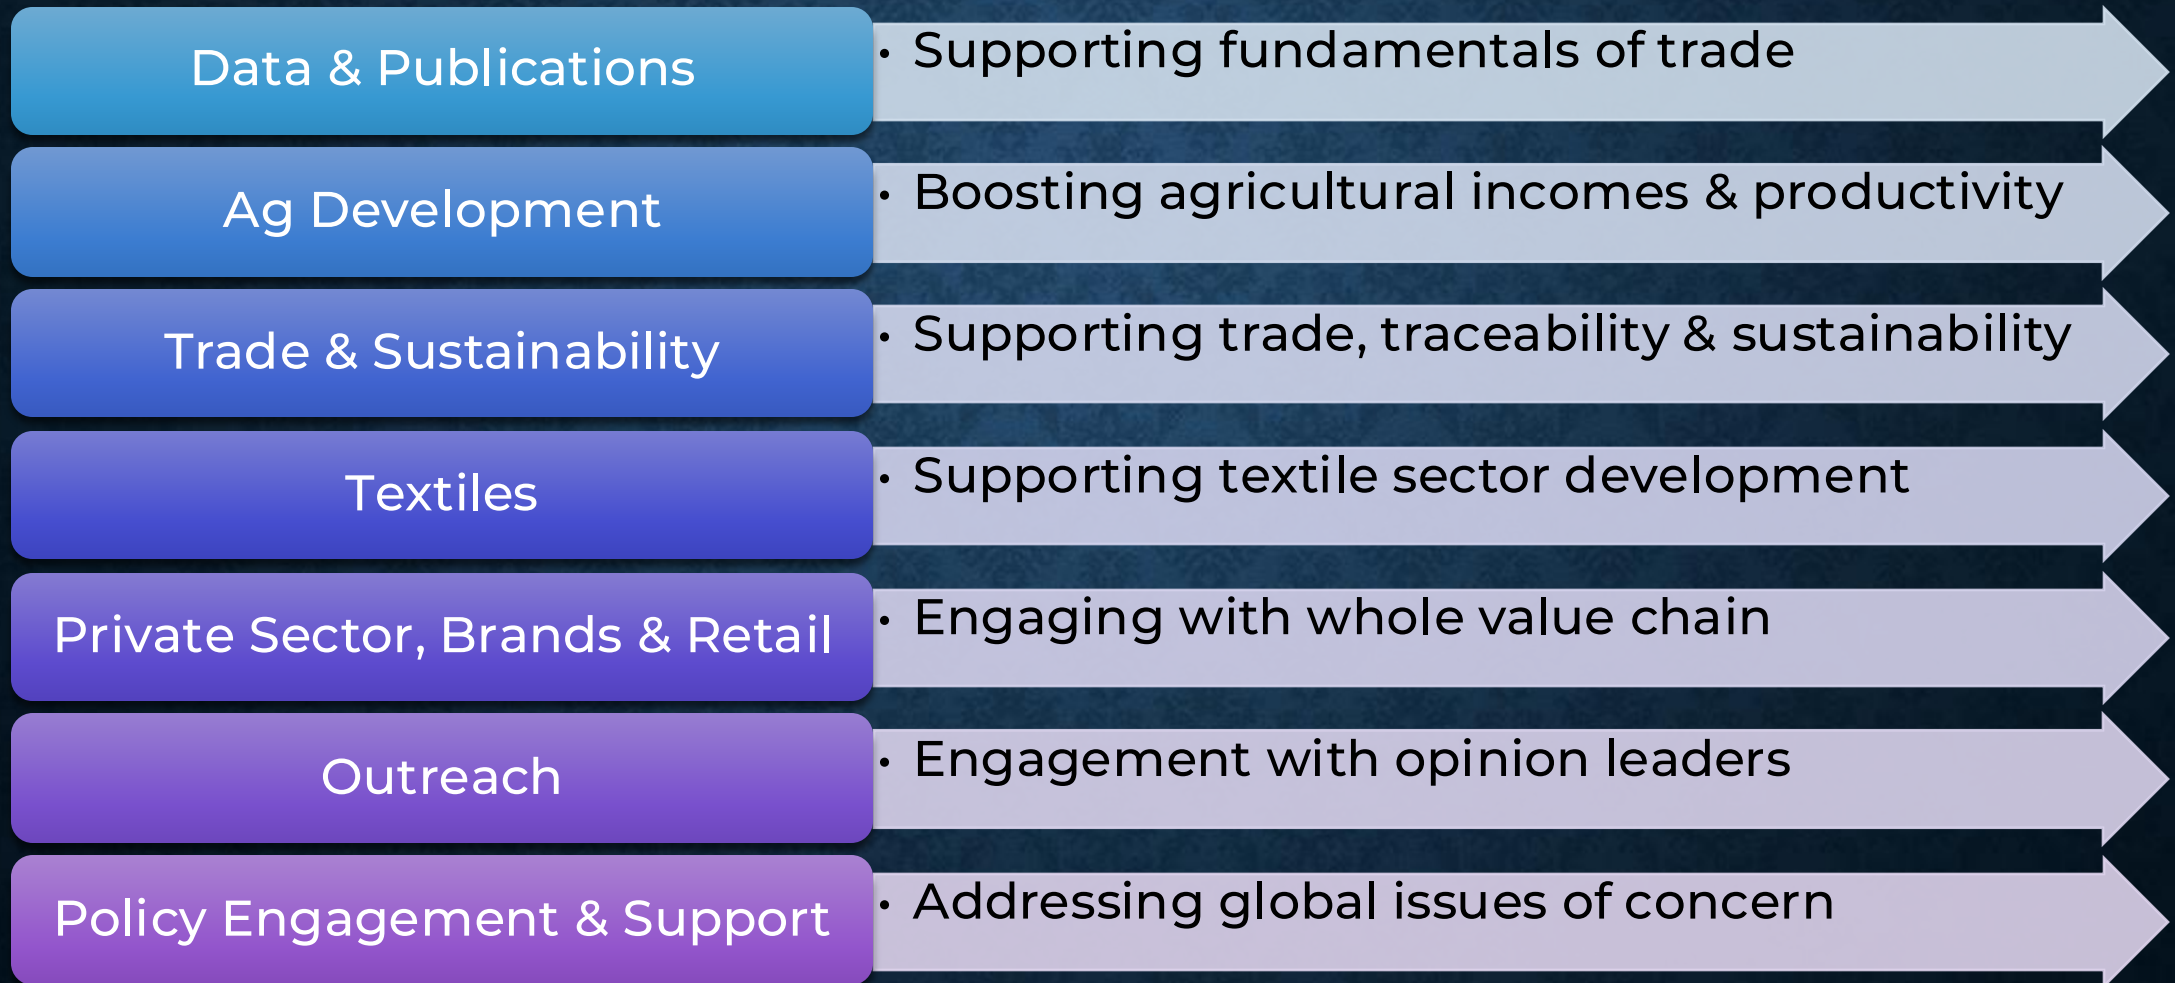 Data & Publications
• Supporting fundamentals of trade
Ag Development
• Boosting agricultural incomes & productivity
Trade & Sustainability
• Supporting trade, traceability & sustainability
Textiles
• Supporting textile sector development
Private Sector, Brands & Retail
• Engaging with whole value chain
Outreach
• Engagement with opinion leaders
Policy Engagement & Support
• Addressing global issues of concern